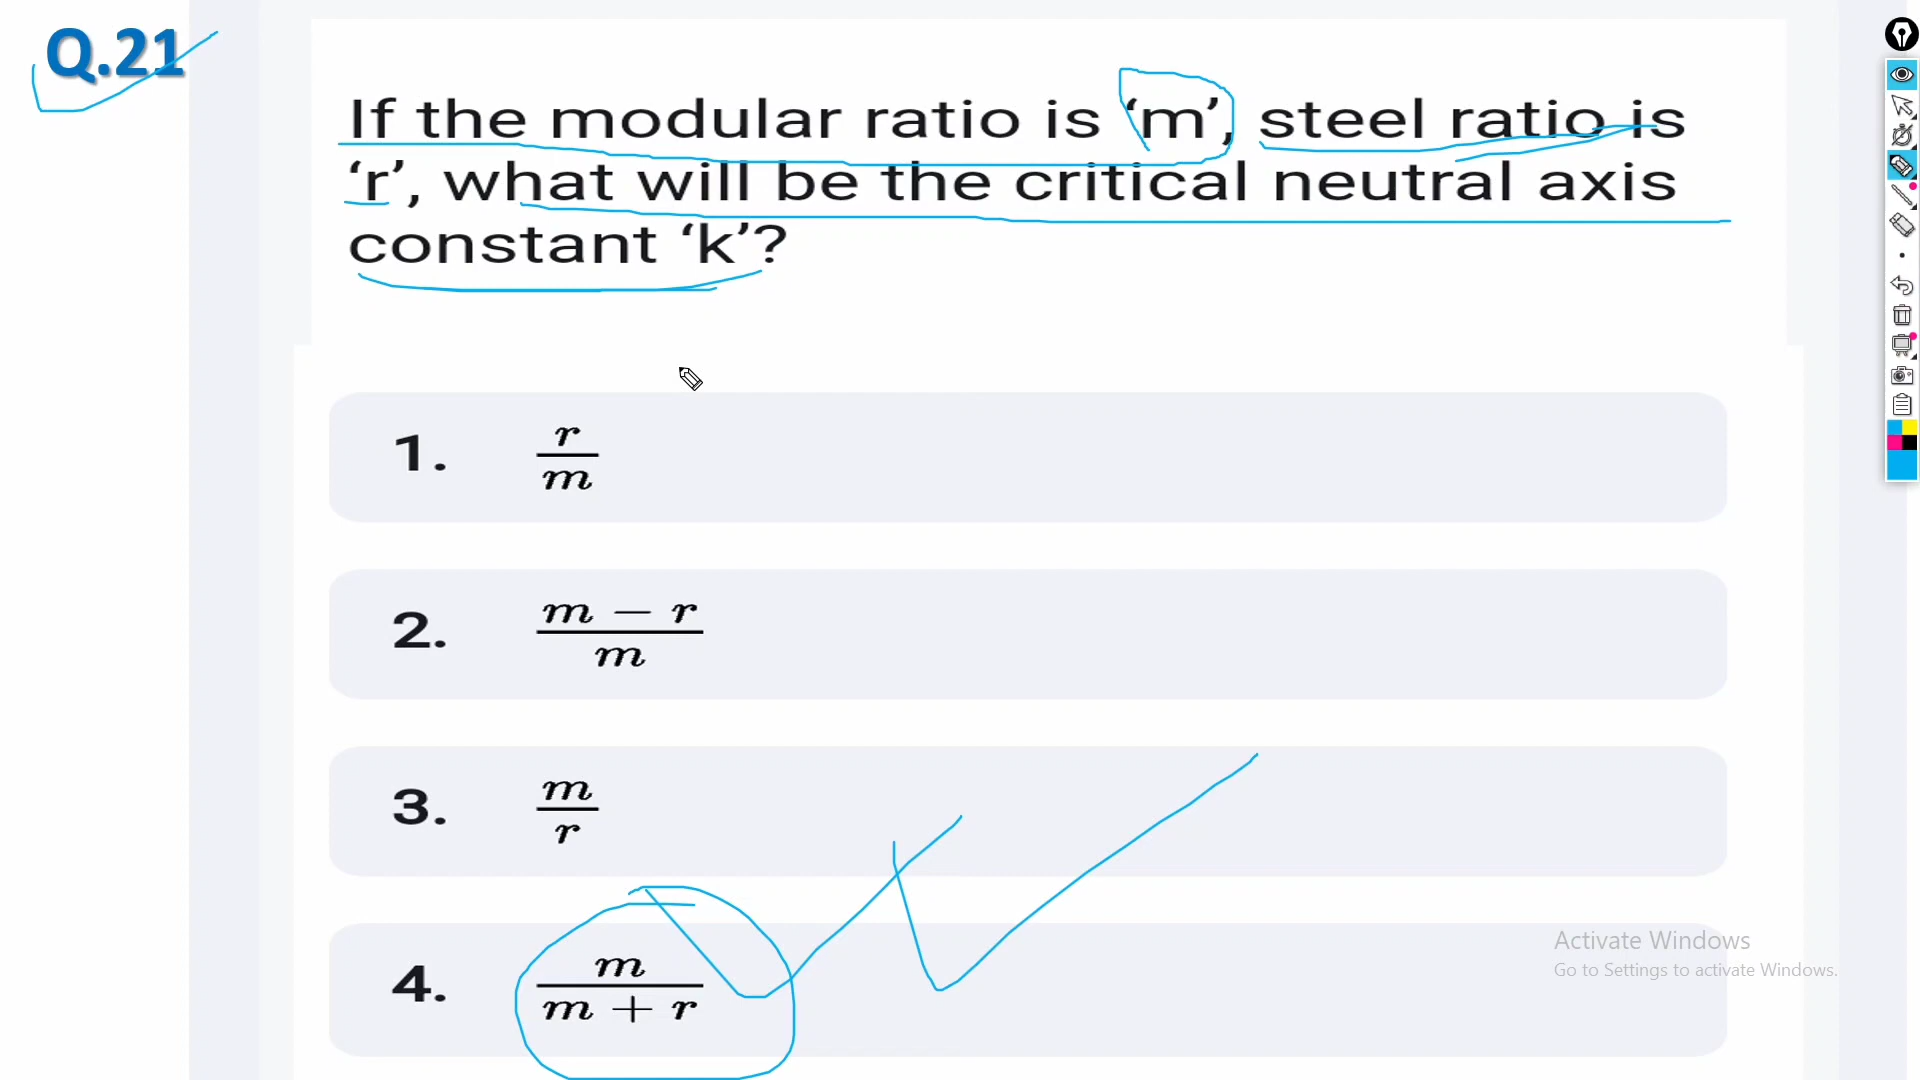 Q.21
If the modular ratio is ‘m’, steel ratio is
‘r’, what will be the critical neutral axis
constant ‘k’?
1. r/m
2. (m − r)/m
3. m/r
4. m/(m + r)
Activate Windows
Go to Settings to activate Windows.